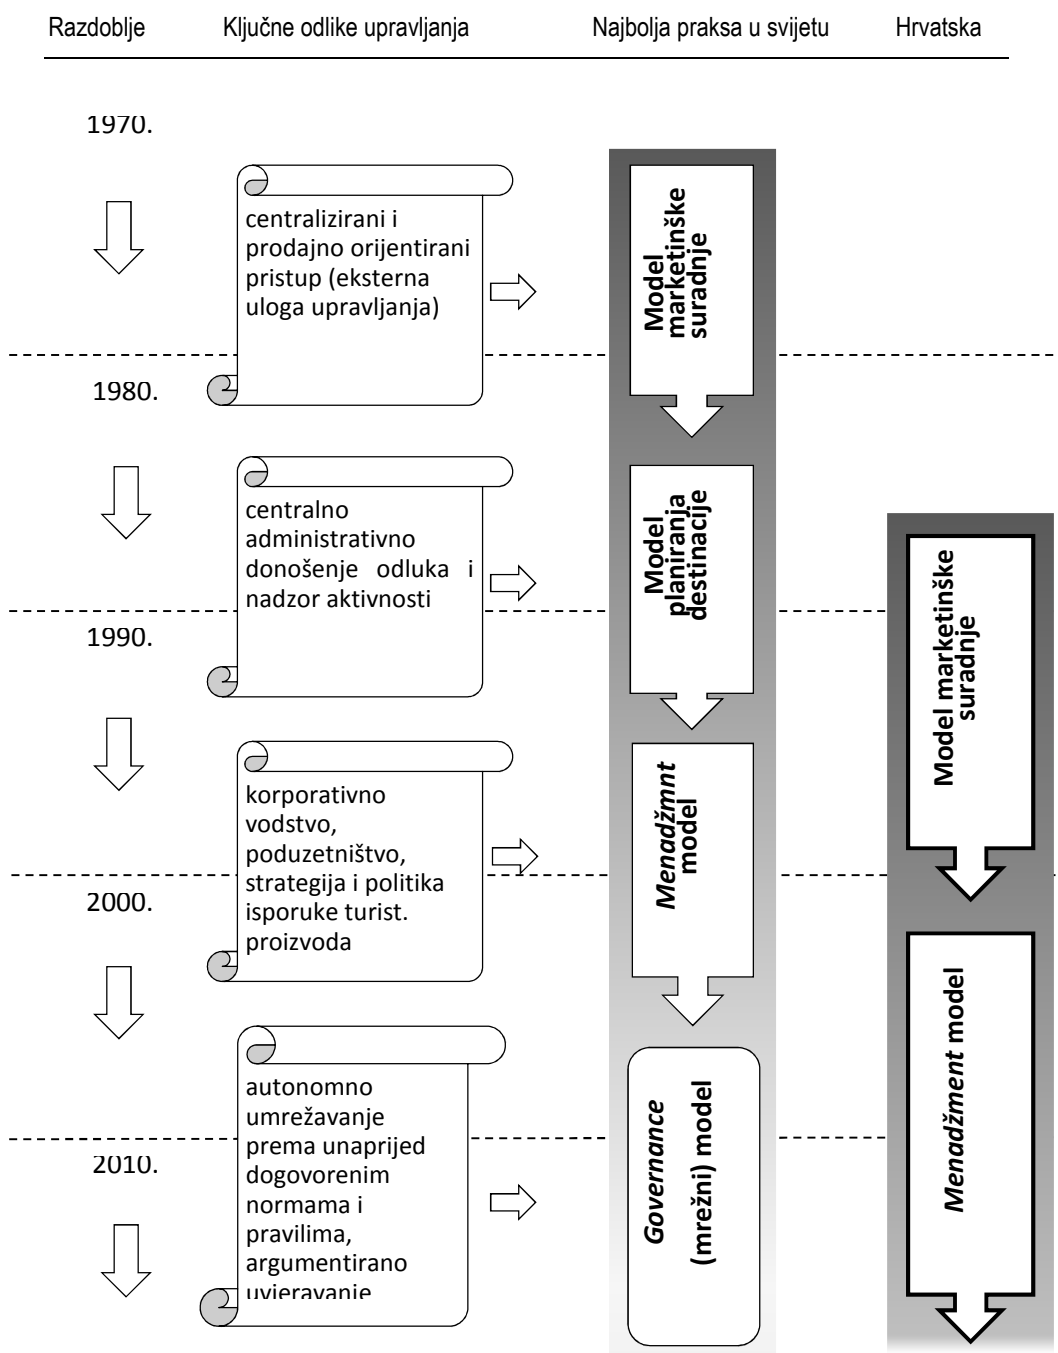 Razdoblje Ključne odlike upravljanja Najbolja praksa u svijetu Hrvatska
1970.
centralizirani i
prodajno orijentirani
pristup (eksterna
uloga upravljanja)
Model
marketinške
suradnje
1980.
centralno
administrativno
donošenje odluka i
nadzor aktivnosti
Model
planiranja
destinacije
Model marketinške
suradnje
1990.
korporativno
vodstvo,
poduzetništvo,
strategija i politika
isporuke turist.
proizvoda
Menadžmnt
model
2000.
autonomno
umrežavanje
prema unaprijed
dogovorenim
normama i
pravilima,
argumentirano
uvjeravanje
Governance
(mrežni) model
Menadžment model
2010.